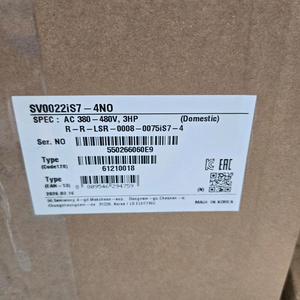 SV0022iS7-4NO
SPEC : AC 380-480V, 3HP (Domestic)
R-R-LSR-0008-0075iS7-4
Ser. NO
550266060E9
Type
(Code128)
61210018
Type
(EAN-13)
(N)
MADE IN KOREA